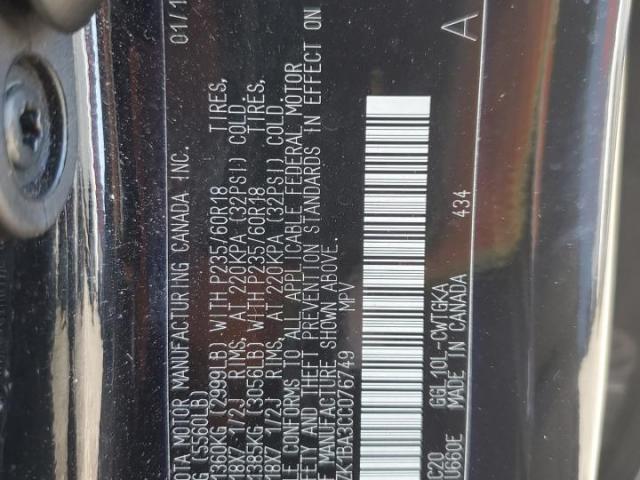 01/1
OTA MOTOR MANUFACTURING CANADA INC.
G (5560LB)
1360KG (2999LB) WITH P235/60R18 TIRES,
18X7 1/2J RIMS, AT 220KPA (32PSI) COLD
1385KG (3056LB) WITH P235/60R18 TIRES,
18X7 1/2J RIMS, AT 220KPA (32PSI) COLD.
LE CONFORMS TO ALL APPLICABLE FEDERAL MOTOR
FETY AND THEFT PREVENTION STANDARDS IN EFFECT ON
MANUFACTURE SHOWN ABOVE.
ZK1BA3CC076749 MPV
C20 GGL10L-CWTGKA 434 A
U660E MADE IN CANADA